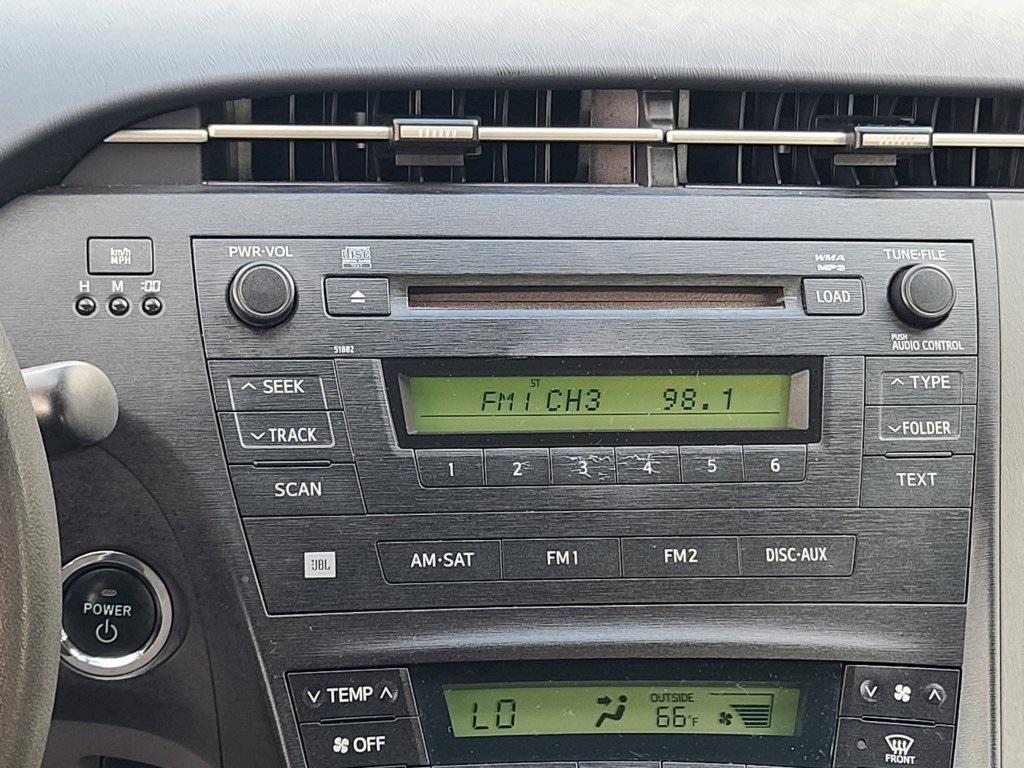 km/h
MPH
H M :00
PWR·VOL
disc
TEXT
WMA
MP3
TUNE·FILE
LOAD
PUSH
AUDIO CONTROL
51882
∧ SEEK
∨ TRACK
SCAN
ST
FM1 CH3 98.1
1 2 3 4 5 6
∧ TYPE
∨ FOLDER
TEXT
JBL
AM·SAT FM1 FM2 DISC·AUX
POWER
∨ TEMP ∧
OFF
LO
OUTSIDE
66°F
∨ ∧
FRONT